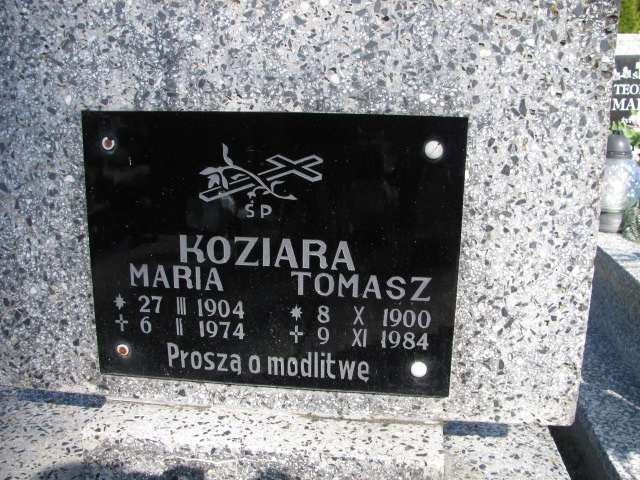 ŚP
KOZIARA
MARIA TOMASZ
* 27 III 1904 * 8 X 1900
+ 6 II 1974 + 9 XI 1984
Proszą o modlitwę